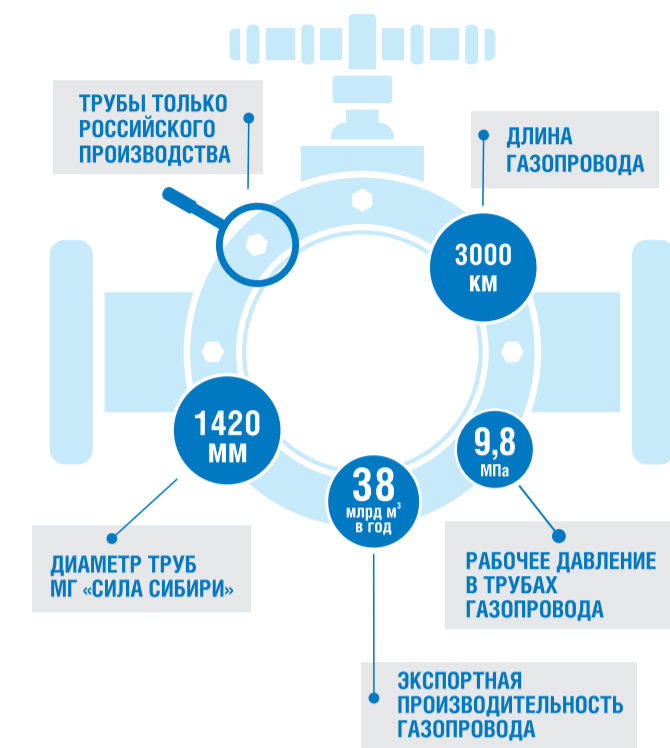 ТРУБЫ ТОЛЬКО
РОССИЙСКОГО
ПРОИЗВОДСТВА
ДЛИНА
ГАЗОПРОВОДА
3000
КМ
1420
ММ
9,8
МПа
38
млрд м³
в год
ДИАМЕТР ТРУБ
МГ «СИЛА СИБИРИ»
РАБОЧЕЕ ДАВЛЕНИЕ
В ТРУБАХ
ГАЗОПРОВОДА
ЭКСПОРТНАЯ
ПРОИЗВОДИТЕЛЬНОСТЬ
ГАЗОПРОВОДА